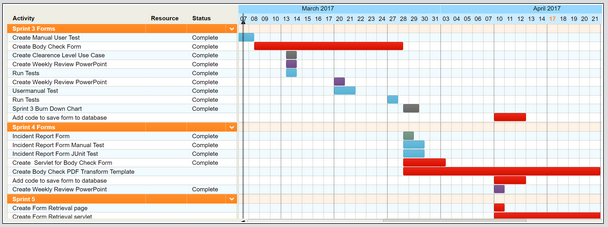 March 2017 April 2017
Activity Resource Status 07 08 09 10 13 14 15 16 17 20 21 22 23 24 27 28 29 30 31 03 04 05 06 07 10 11 12 13 14 17 18 19 20 21
Sprint 3 Forms
Create Manual User Test Complete
Create Body Check Form Complete
Create Clearence Level Use Case Complete
Create Weekly Review PowerPoint Complete
Run Tests Complete
Create Weekly Review PowerPoint Complete
Usermanual Test Complete
Run Tests Complete
Sprint 3 Burn Down Chart Complete
Add code to save form to database
Sprint 4 Forms
Incident Report Form Complete
Incident Report Form Manual Test Complete
Incident Report Form JUnit Test Complete
Create Servlet for Body Check Form Complete
Create Body Check PDF Transform Template
Add code to save form to database
Create Weekly Review PowerPoint Complete
Sprint 5
Create Form Retrieval page
Create Form Retrieval servlet